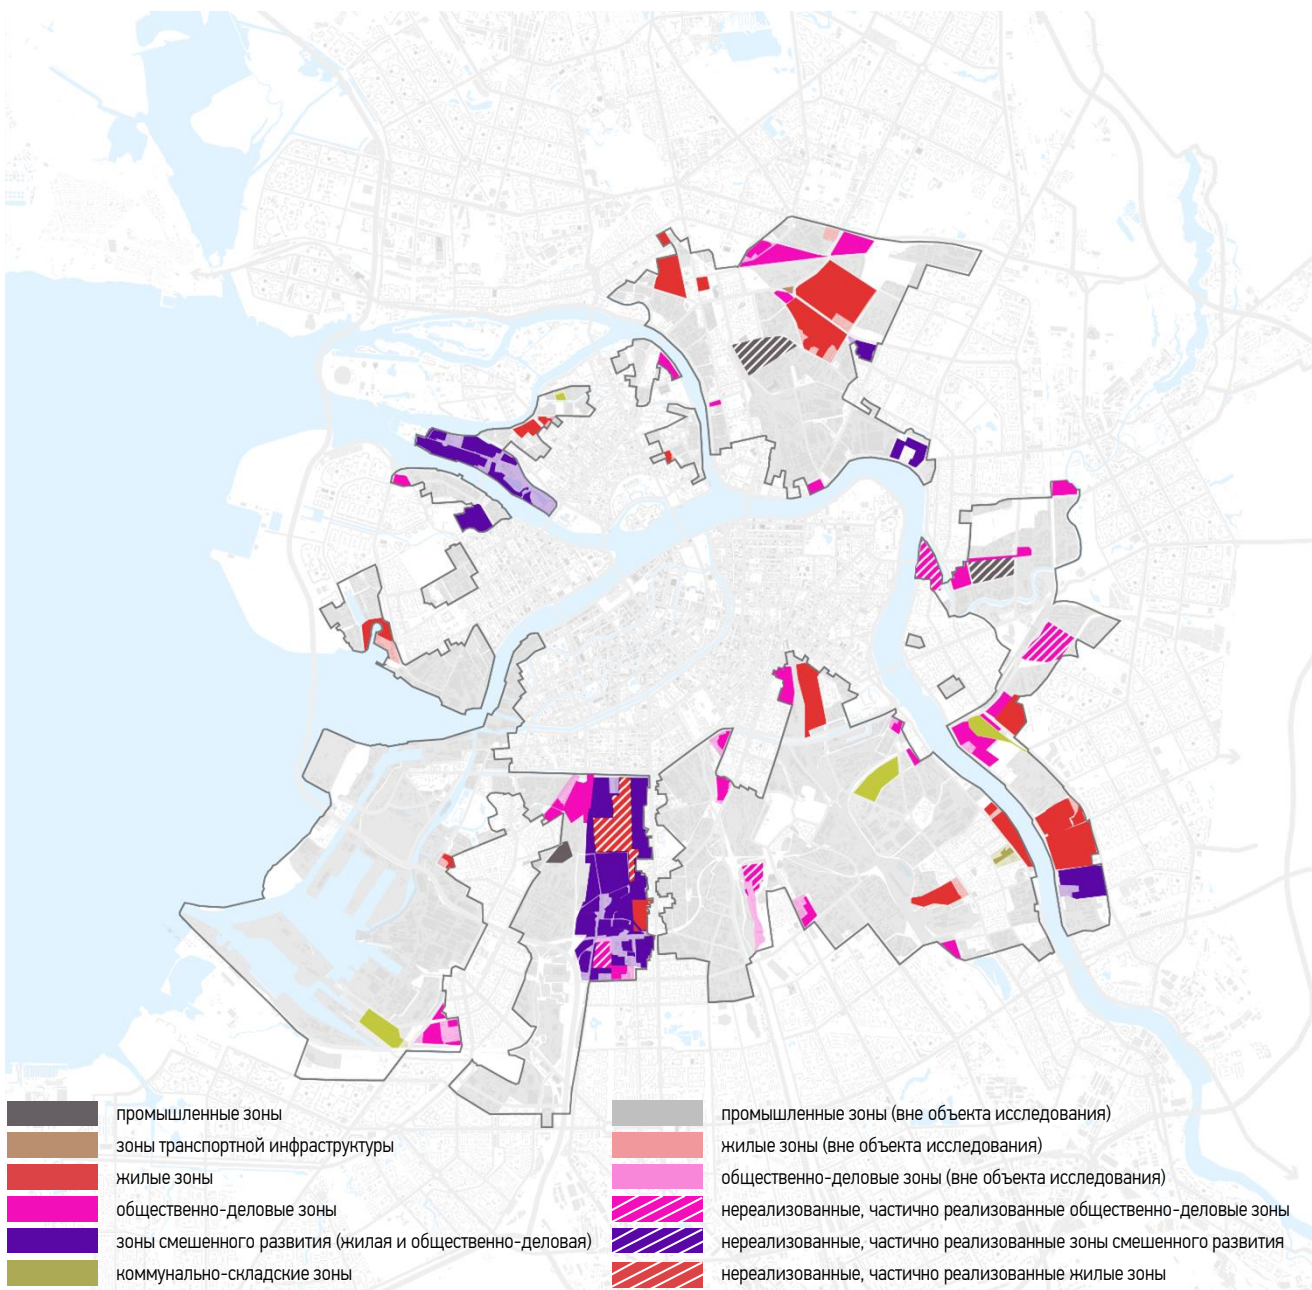 промышленные зоны
зоны транспортной инфраструктуры
жилые зоны
общественно-деловые зоны
зоны смешенного развития (жилая и общественно-деловая)
коммунально-складские зоны
промышленные зоны (вне объекта исследования)
жилые зоны (вне объекта исследования)
общественно-деловые зоны (вне объекта исследования)
нереализованные, частично реализованные общественно-деловые зоны
нереализованные, частично реализованные зоны смешенного развития
нереализованные, частично реализованные жилые зоны